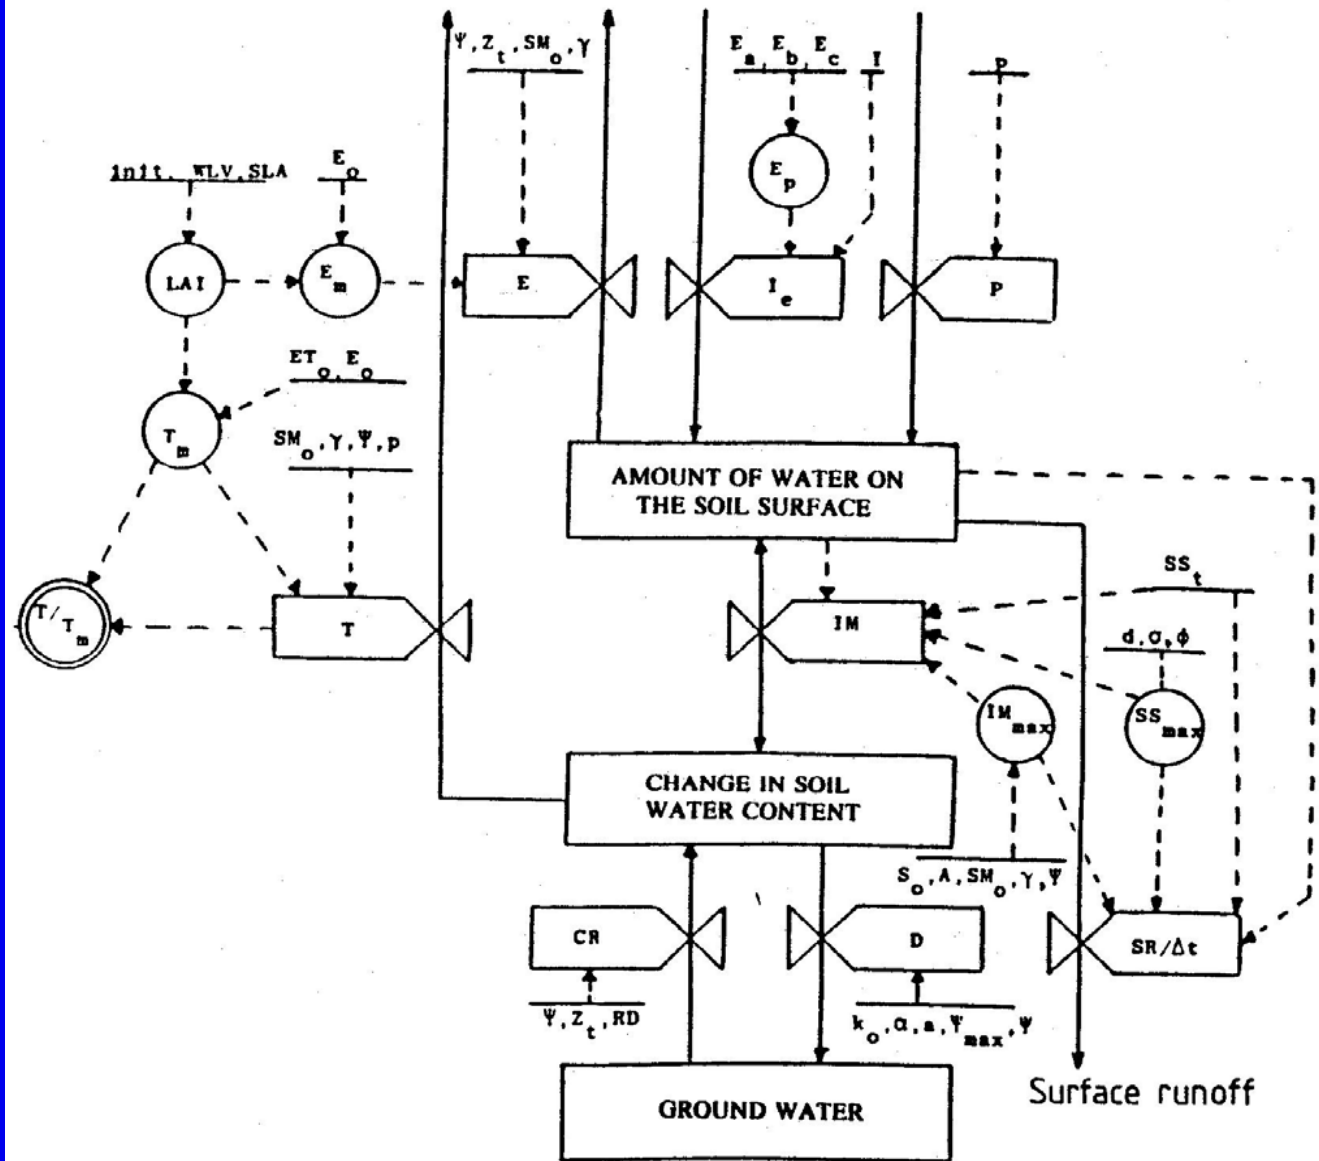 Ψ, Z_t, SM_o, γ
E_a, E_b, E_c
I
P
E_p
init. WLV, SLA
E_o
LAI
E_m
E
I_e
P
ET_o, E_o
T_m
SM_o, γ, Ψ, p
AMOUNT OF WATER ON
THE SOIL SURFACE
SS_t
T/T_m
T
IM
d, σ, ϕ
IM_max
SS_max
CHANGE IN SOIL
WATER CONTENT
S_o, A, SM_o, γ, Ψ
CR
D
SR/Δt
Ψ, Z_t, RD
k_o, α, a, Ψ_max, Ψ
Surface runoff
GROUND WATER